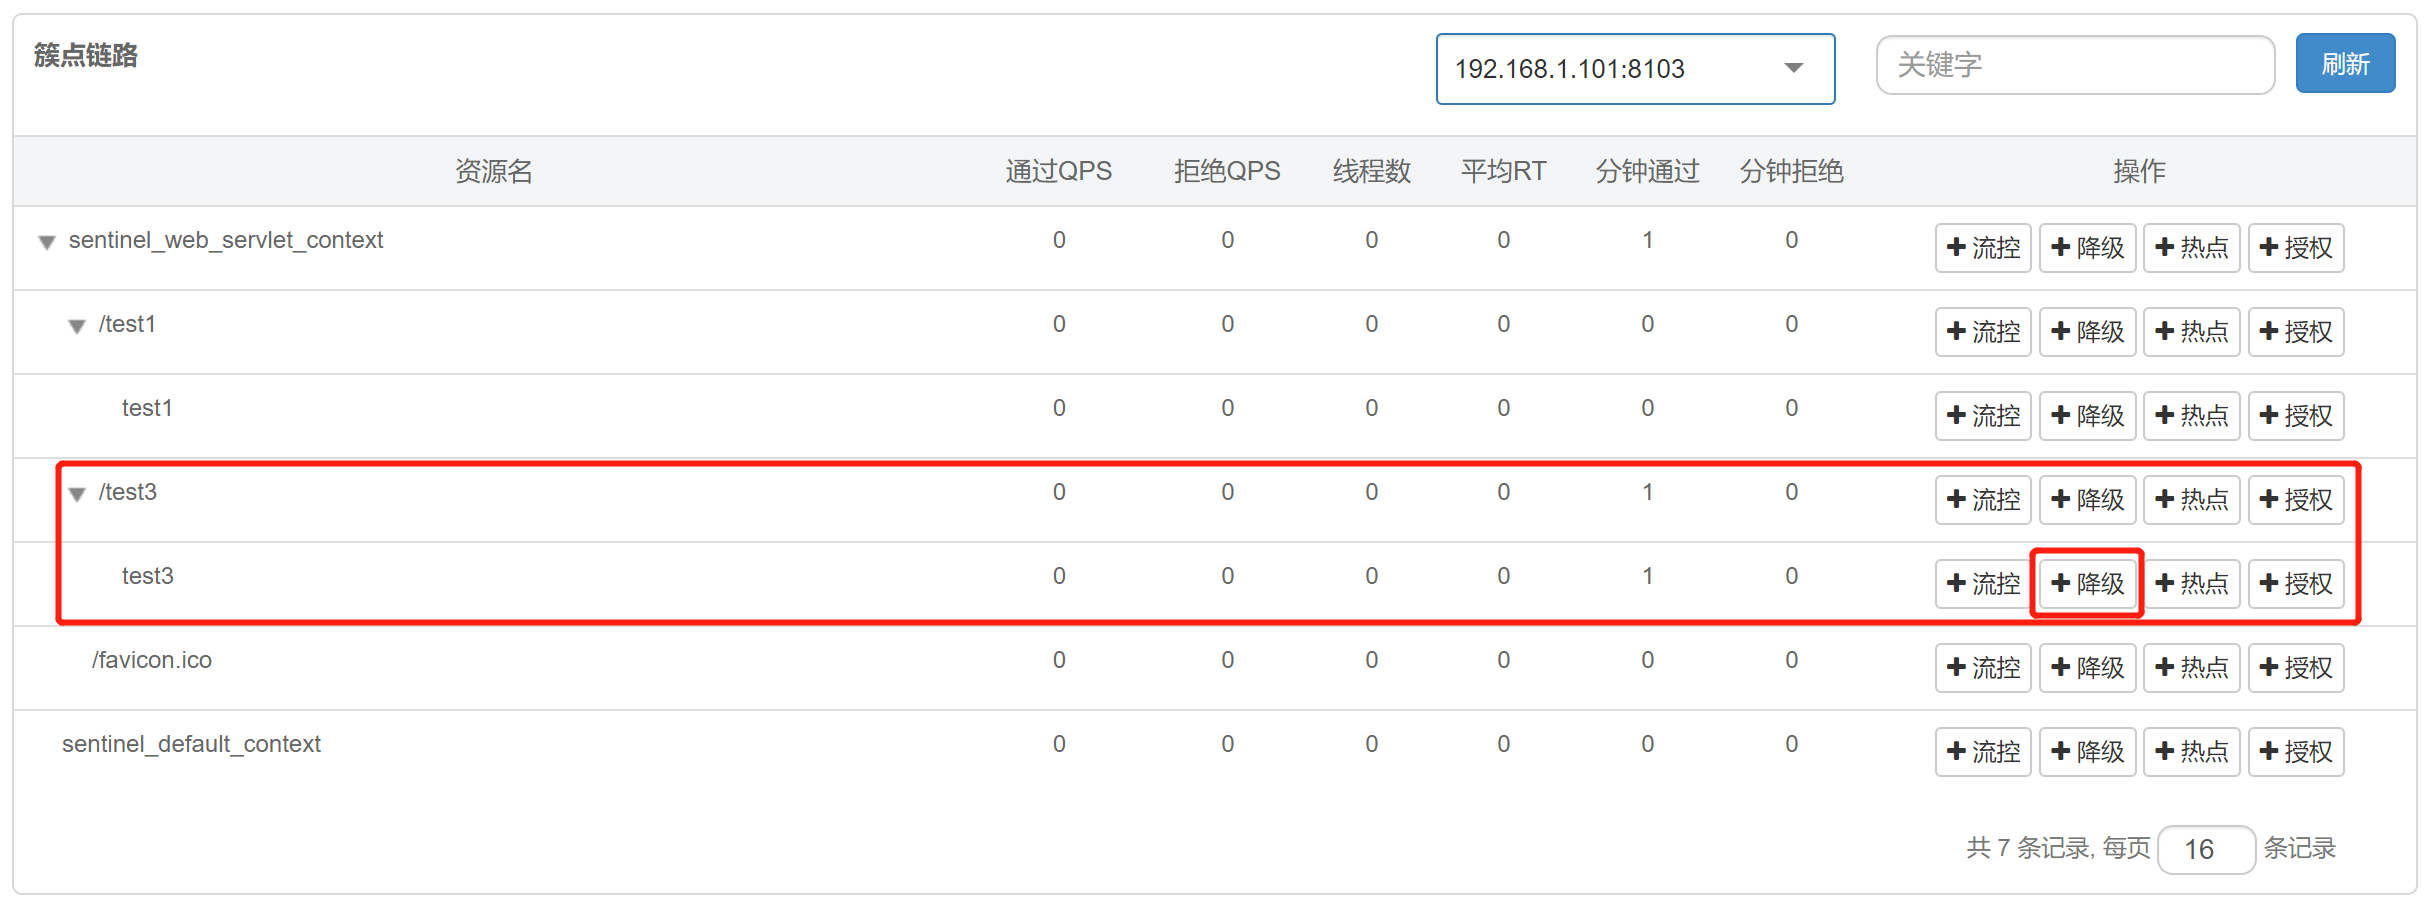 簇点链路 192.168.1.101:8103 关键字 刷新
资源名 通过QPS 拒绝QPS 线程数 平均RT 分钟通过 分钟拒绝 操作
sentinel_web_servlet_context 0 0 0 0 1 0 流控 降级 热点 授权
/test1 0 0 0 0 0 0 流控 降级 热点 授权
test1 0 0 0 0 0 0 流控 降级 热点 授权
/test3 0 0 0 0 1 0 流控 降级 热点 授权
test3 0 0 0 0 1 0 流控 降级 热点 授权
/favicon.ico 0 0 0 0 0 0 流控 降级 热点 授权
sentinel_default_context 0 0 0 0 0 0 流控 降级 热点 授权
共 7 条记录, 每页 16 条记录